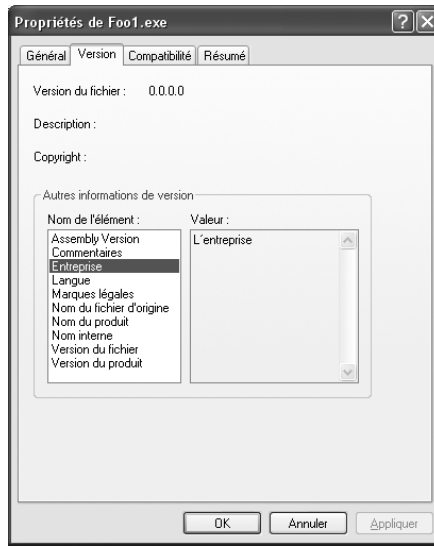 Propriétés de Foo1.exe
Général Version Compatibilité Résumé
Version du fichier : 0.0.0.0
Description :
Copyright :
Autres informations de version
Nom de l'élément : Valeur :
Assembly Version L´entreprise
Commentaires
Entreprise
Langue
Marques légales
Nom du fichier d'origine
Nom du produit
Nom interne
Version du fichier
Version du produit
OK Annuler Appliquer